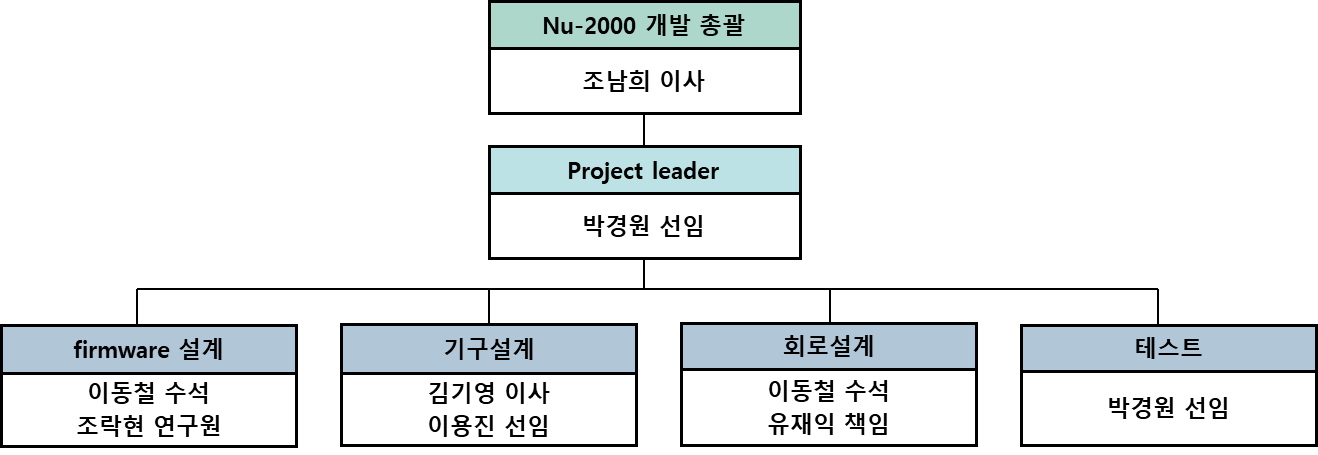 Nu-2000 개발 총괄
조남희 이사
Project leader
박경원 선임
firmware 설계
이동철 수석
조락현 연구원
기구설계
김기영 이사
이용진 선임
회로설계
이동철 수석
유재익 책임
테스트
박경원 선임